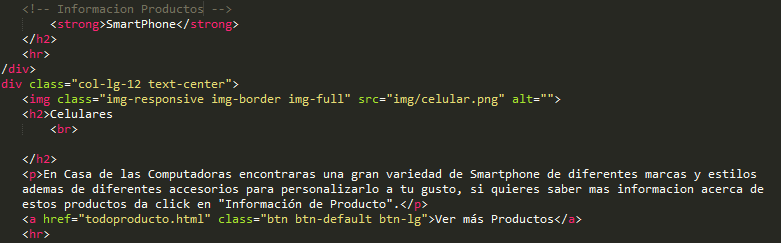 <!-- Informacion Productos -->
<strong>SmartPhone</strong>
</h2>
<hr>
/div>
div class="col-lg-12 text-center">
<img class="img-responsive img-border img-full" src="img/celular.png" alt="">
<h2>Celulares
<br>
</h2>
<p>En Casa de las Computadoras encontraras una gran variedad de Smartphone de diferentes marcas y estilos
ademas de diferentes accesorios para personalizarlo a tu gusto, si quieres saber mas informacion acerca de
estos productos da click en "Información de Producto".</p>
<a href="todoproducto.html" class="btn btn-default btn-lg">Ver más Productos</a>
<hr>